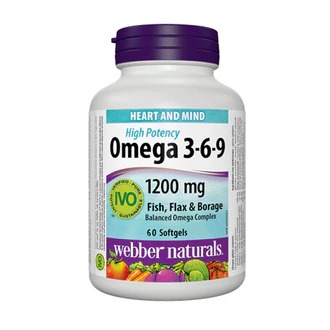 HEART AND MIND
High Potency
Omega 3-6-9
1200 mg
IVO
Fish, Flax & Borage
Balanced Omega Complex
60 Softgels
webber naturals.